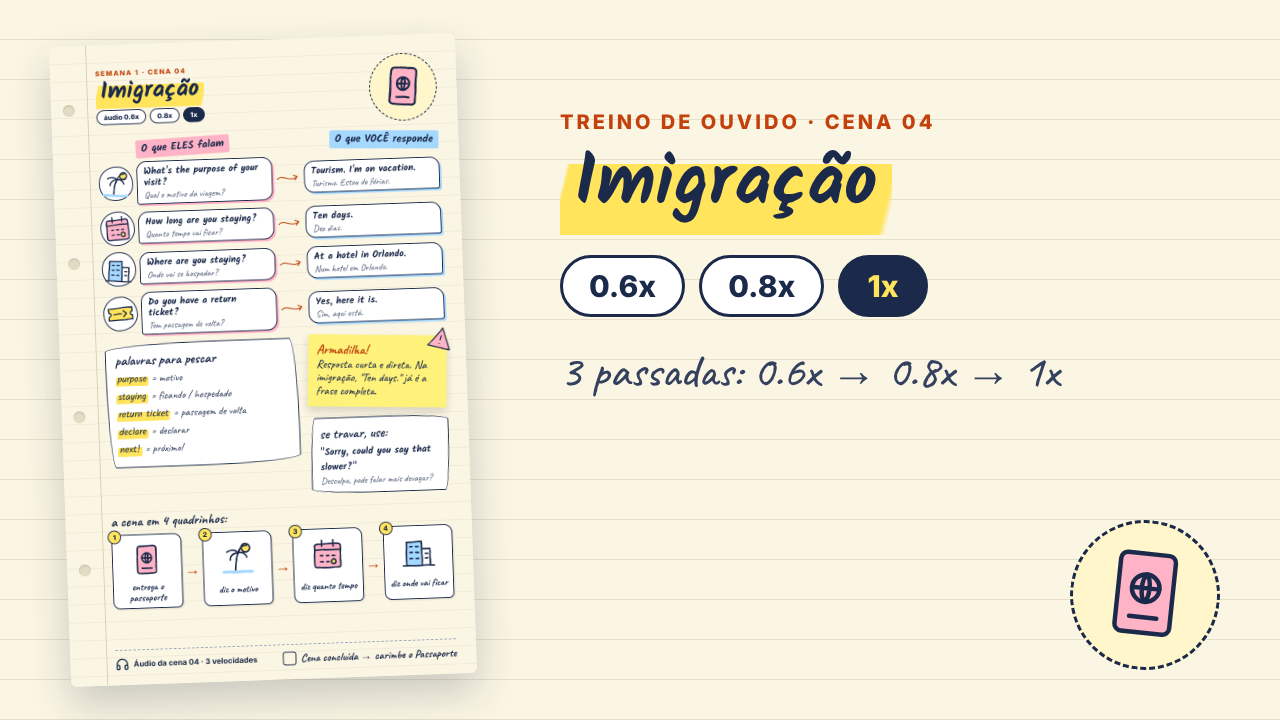 SEMANA 1 · CENA 04
Imigração
áudio 0.6x 0.8x 1x
O que ELES falam
O que VOCÊ responde
What's the purpose of your
visit?
Qual o motivo da viagem?
Tourism. I'm on vacation.
Turismo. Estou de férias.
How long are you staying?
Quanto tempo vai ficar?
Ten days.
Dez dias.
Where are you staying?
Onde vai se hospedar?
At a hotel in Orlando.
Num hotel em Orlando.
Do you have a return
ticket?
Tem passagem de volta?
Yes, here it is.
Sim, aqui está.
palavras para pescar
purpose = motivo
staying = ficando / hospedado
return ticket = passagem de volta
declare = declarar
next! = próximo!
Armadilha!
Resposta curta e direta. Na
imigração, "Ten days." já é a
frase completa.
se travar, use:
"Sorry, could you say that
slower?"
Desculpa, pode falar mais devagar?
a cena em 4 quadrinhos:
1
entrega o
passaporte
→
2
diz o motivo
→
3
diz quanto tempo
→
4
diz onde vai ficar
Áudio da cena 04 · 3 velocidades
Cena concluída → carimbe o Passaporte
TREINO DE OUVIDO · CENA 04
Imigração
0.6x 0.8x 1x
3 passadas: 0.6x → 0.8x → 1x